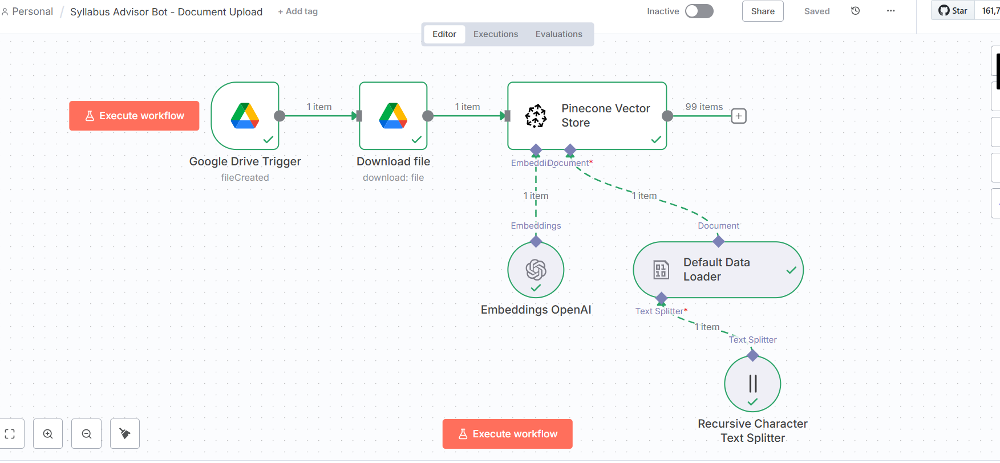 Personal / Syllabus Advisor Bot - Document Upload + Add tag
Inactive
Share
Saved
...
Star
161,7
Editor Executions Evaluations
Execute workflow
1 item
1 item
Pinecone Vector
Store
99 items
+
Google Drive Trigger
fileCreated
Download file
download: file
Embeddi
Document*
1 item
1 item
Embeddings
Document
Default Data
Loader
Embeddings OpenAI
Text Splitter*
1 item
Text Splitter
Recursive Character
Text Splitter
Execute workflow